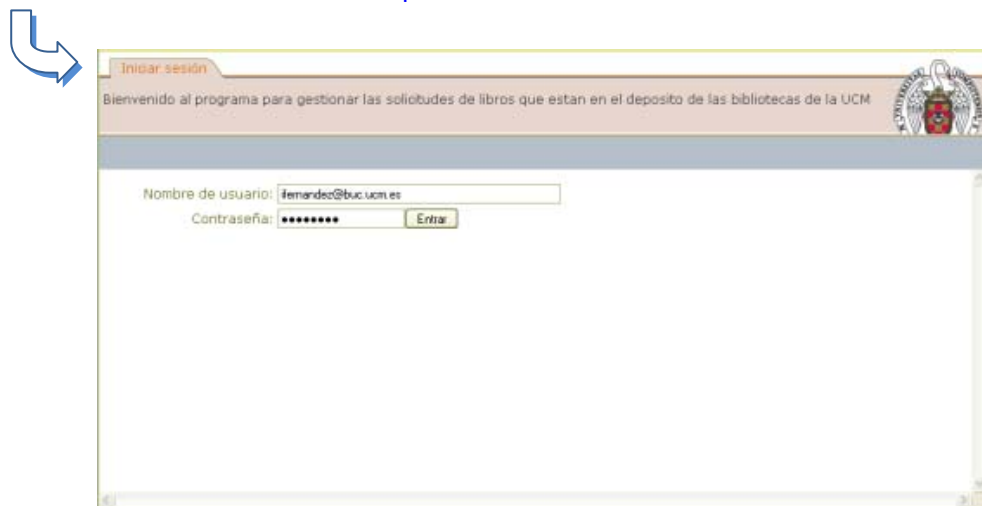 Iniciar sesión
Bienvenido al programa para gestionar las solicitudes de libros que estan en el deposito de las bibliotecas de la UCM
Nombre de usuario: ifernandez@buc.ucm.es
Contraseña: ●●●●●●●● Entrar